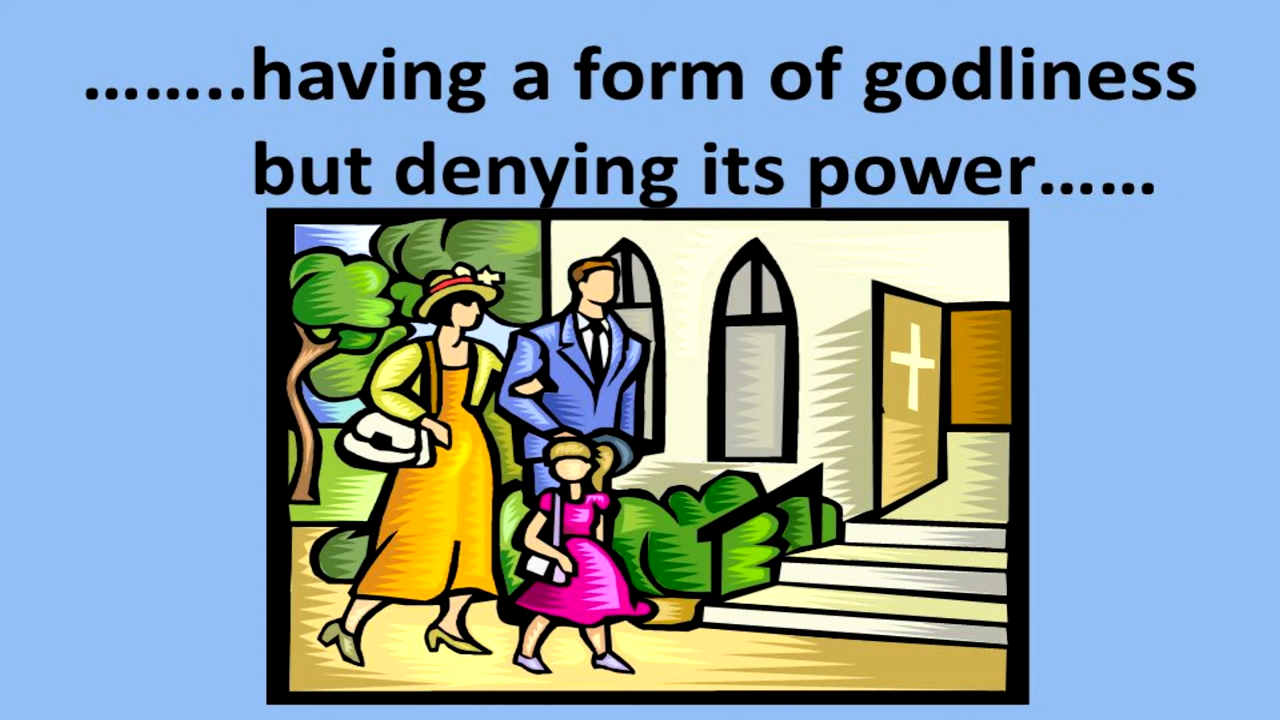 ……..having a form of godliness
but denying its power……